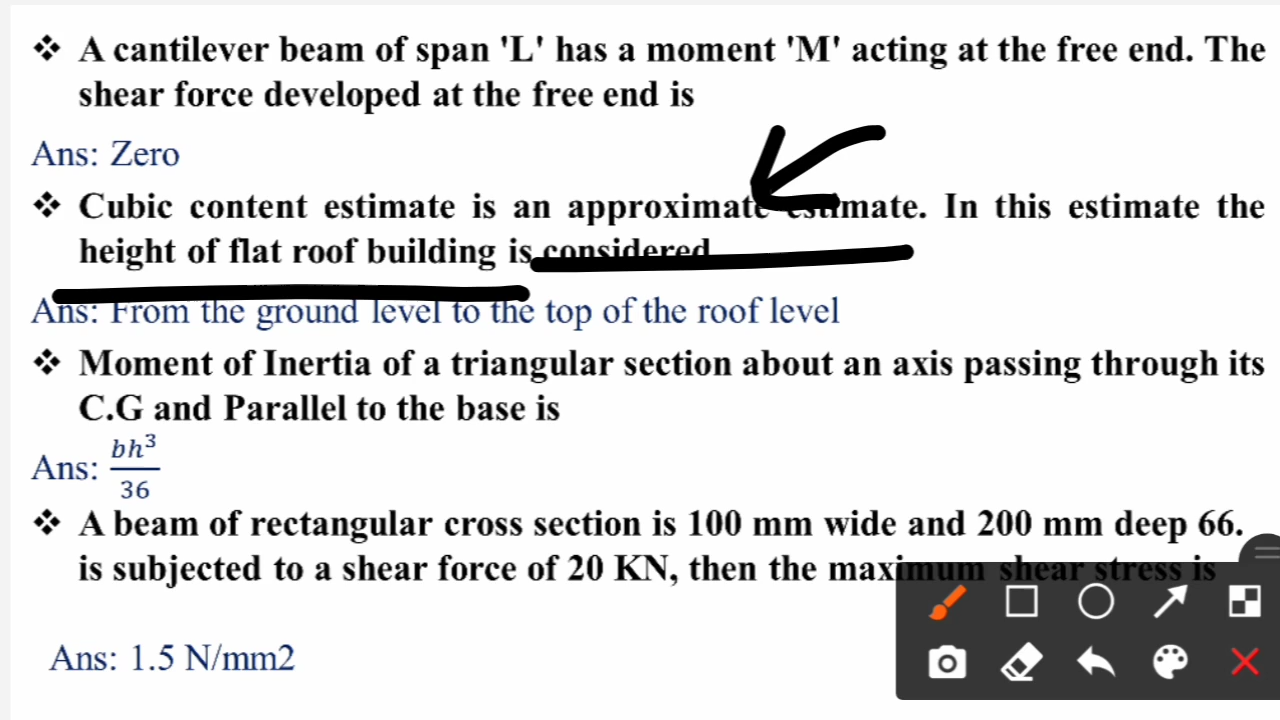 ❖ A cantilever beam of span 'L' has a moment 'M' acting at the free end. The
shear force developed at the free end is
Ans: Zero
❖ Cubic content estimate is an approximate estimate. In this estimate the
height of flat roof building is considered
Ans: From the ground level to the top of the roof level
❖ Moment of Inertia of a triangular section about an axis passing through its
C.G and Parallel to the base is
Ans: bh³/36
❖ A beam of rectangular cross section is 100 mm wide and 200 mm deep 66.
is subjected to a shear force of 20 KN, then the maximum shear stress is
Ans: 1.5 N/mm2